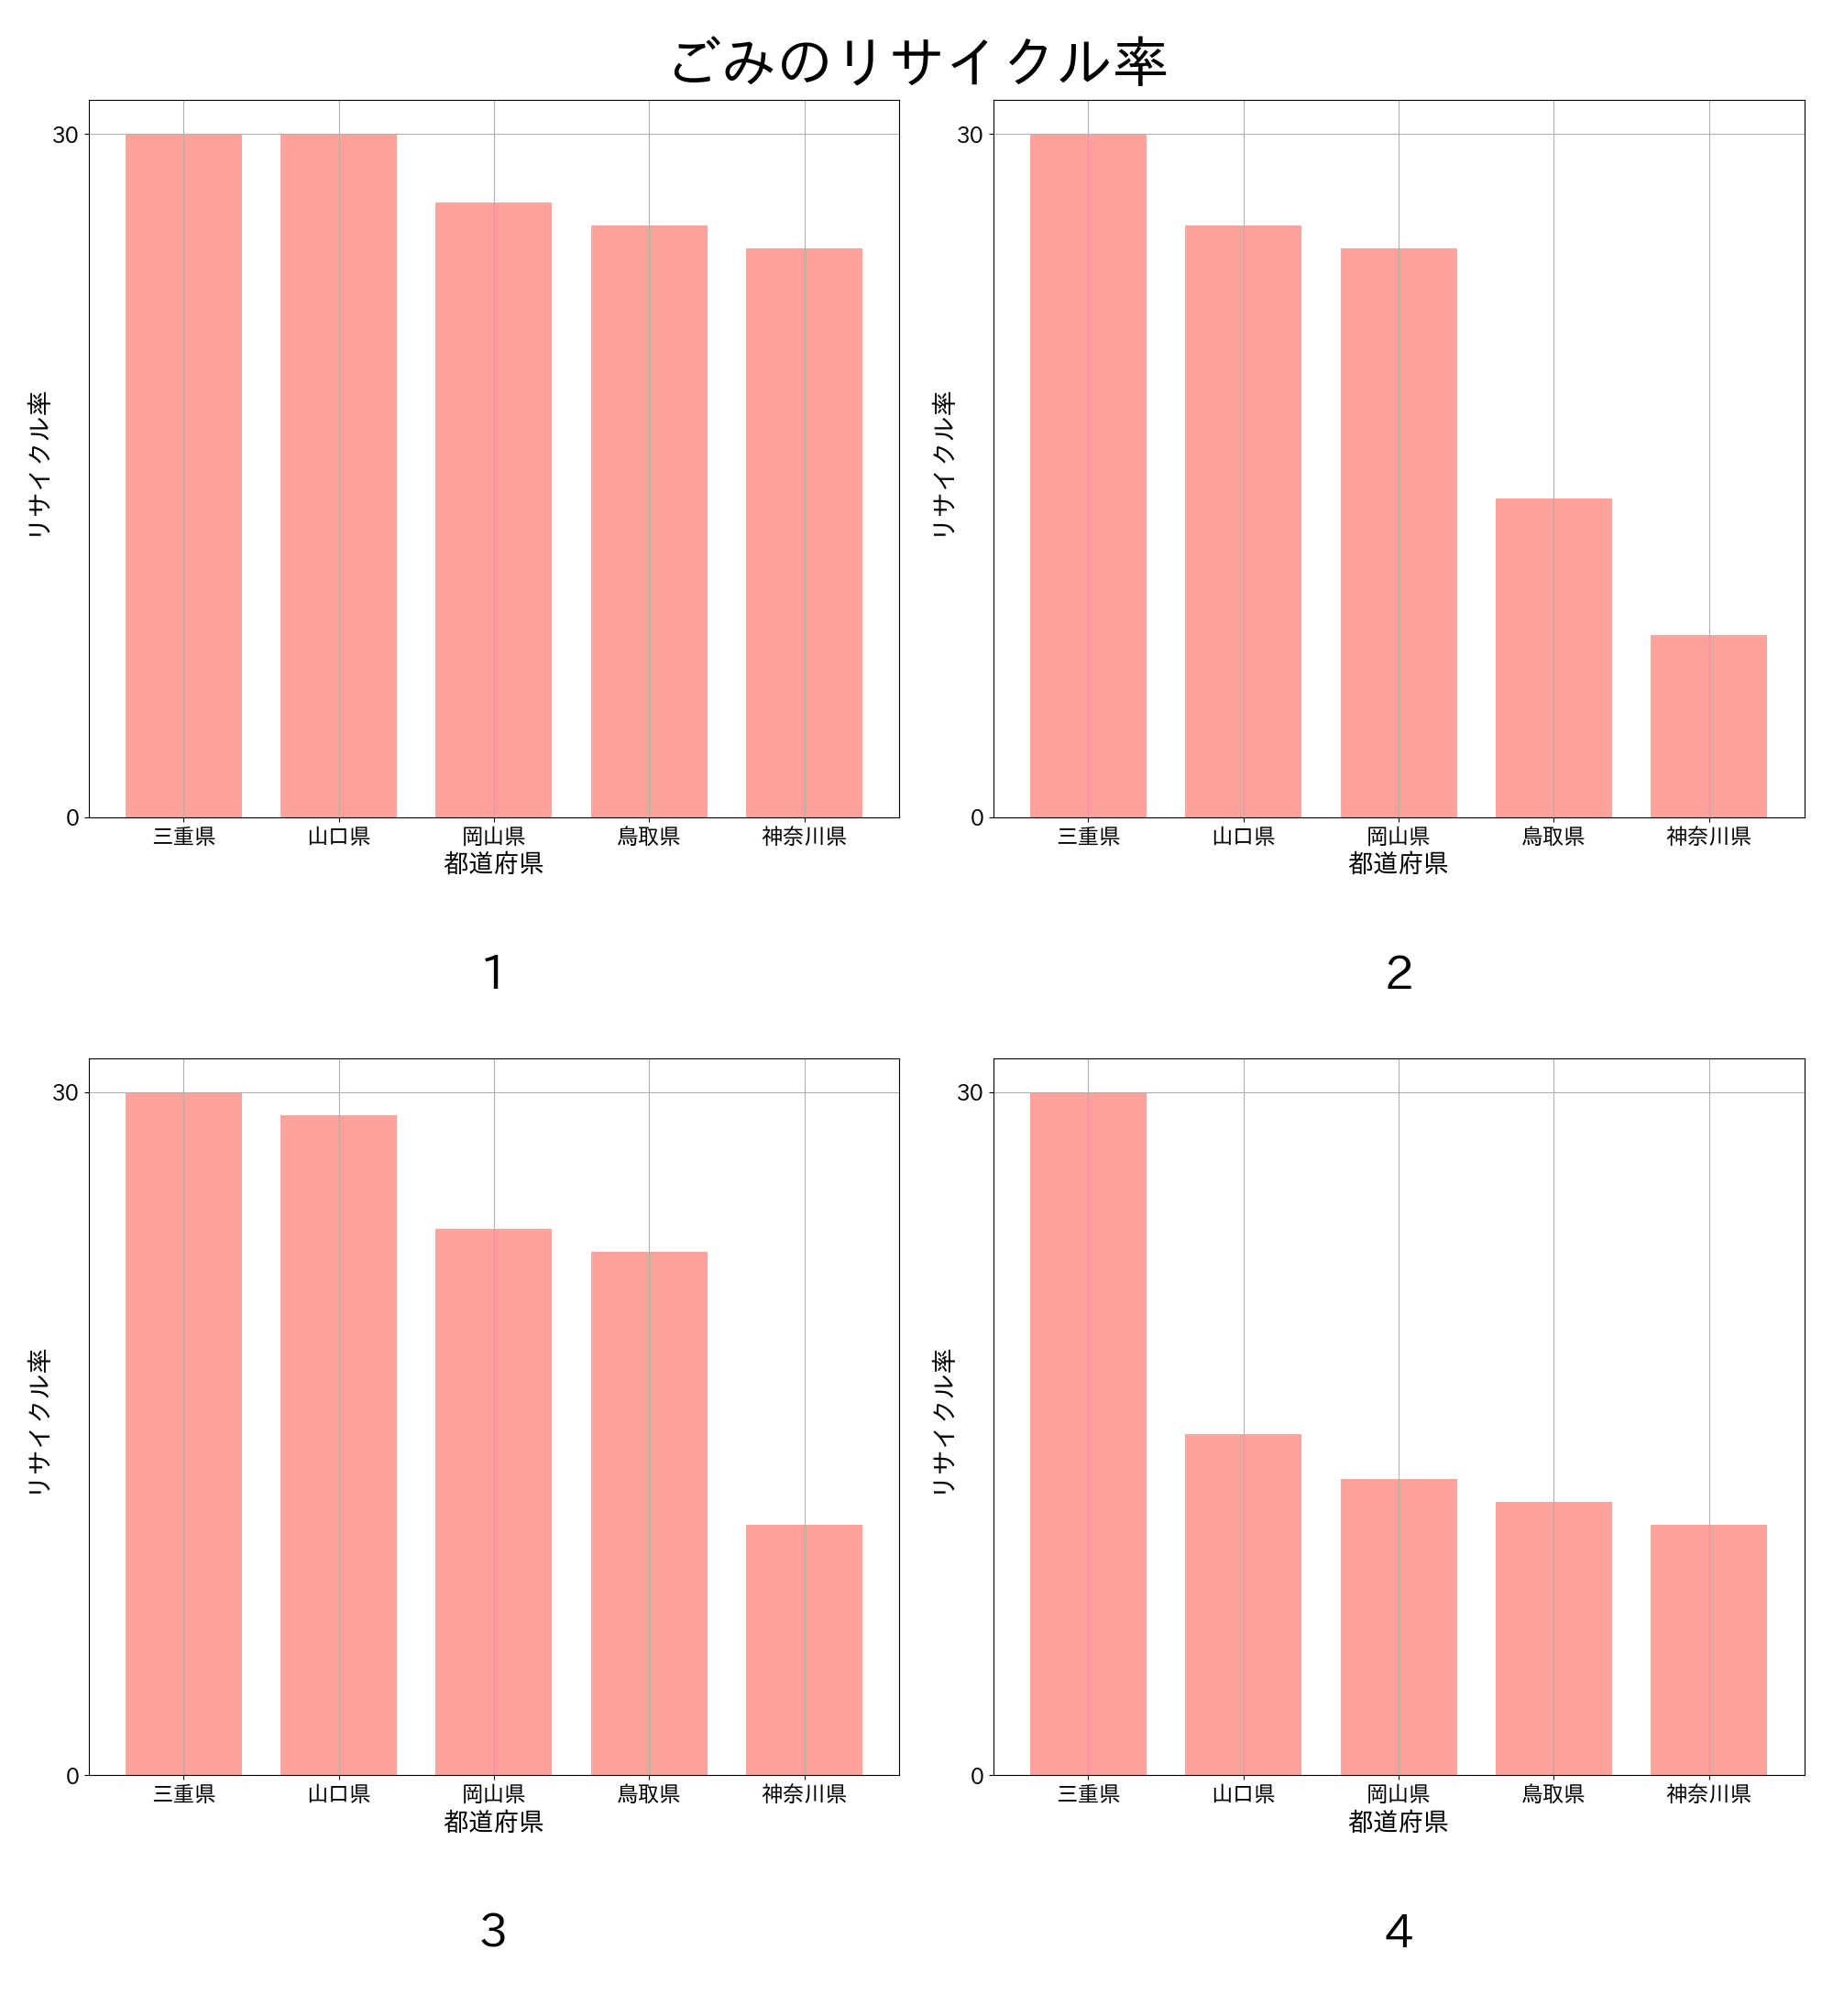 ごみのリサイクル率
30
0
リサイクル率
三重県 山口県 岡山県 鳥取県 神奈川県
都道府県
1
30
0
リサイクル率
三重県 山口県 岡山県 鳥取県 神奈川県
都道府県
2
30
0
リサイクル率
三重県 山口県 岡山県 鳥取県 神奈川県
都道府県
3
30
0
リサイクル率
三重県 山口県 岡山県 鳥取県 神奈川県
都道府県
4